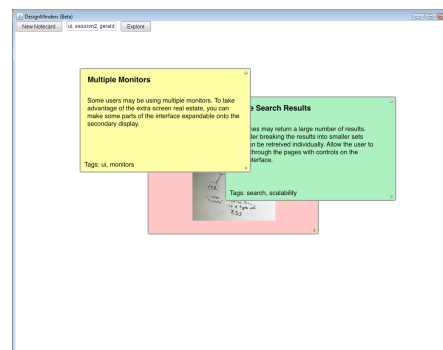 DesignMinders (Beta)
New Notecard ui, session2, gerald Explore
Multiple Monitors
Some users may be using multiple monitors. To take
advantage of the extra screen real estate, you can
make some parts of the interface expandable onto the
secondary display.
Tags: ui, monitors
e Search Results
nes may return a large number of results.
ler breaking the results into smaller sets
an be retreived individually. Allow the user to
through the pages with controls on the
nterface.
Tags: search, scalability